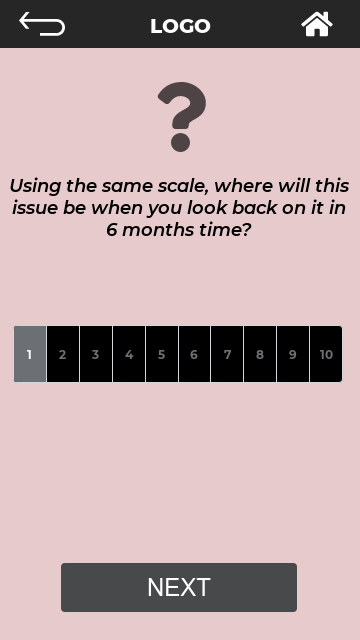 LOGO
?
Using the same scale, where will this
issue be when you look back on it in
6 months time?
1 2 3 4 5 6 7 8 9 10
NEXT